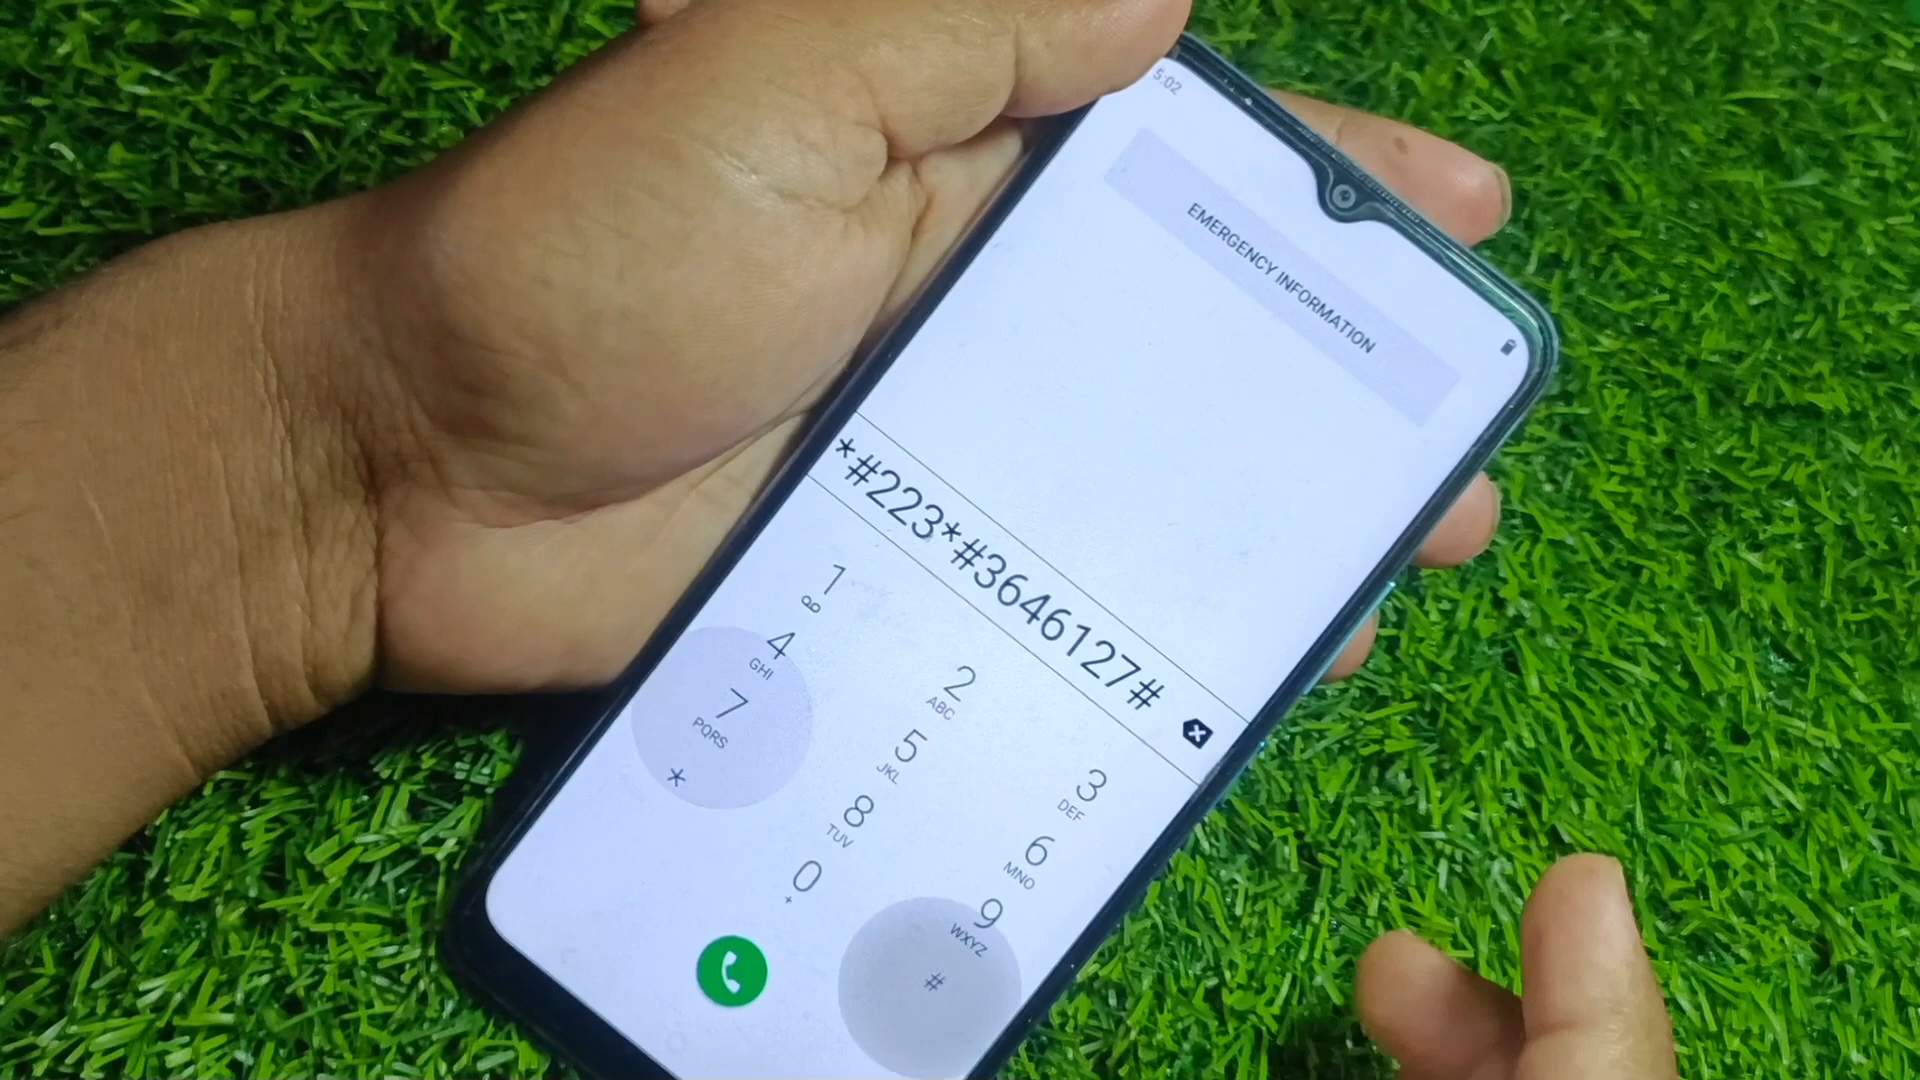 5:02
EMERGENCY INFORMATION
*#223*#3646127#
1
2
ABC
3
DEF
4
GHI
5
JKL
6
MNO
7
PQRS
8
TUV
9
WXYZ
*
0
+
#